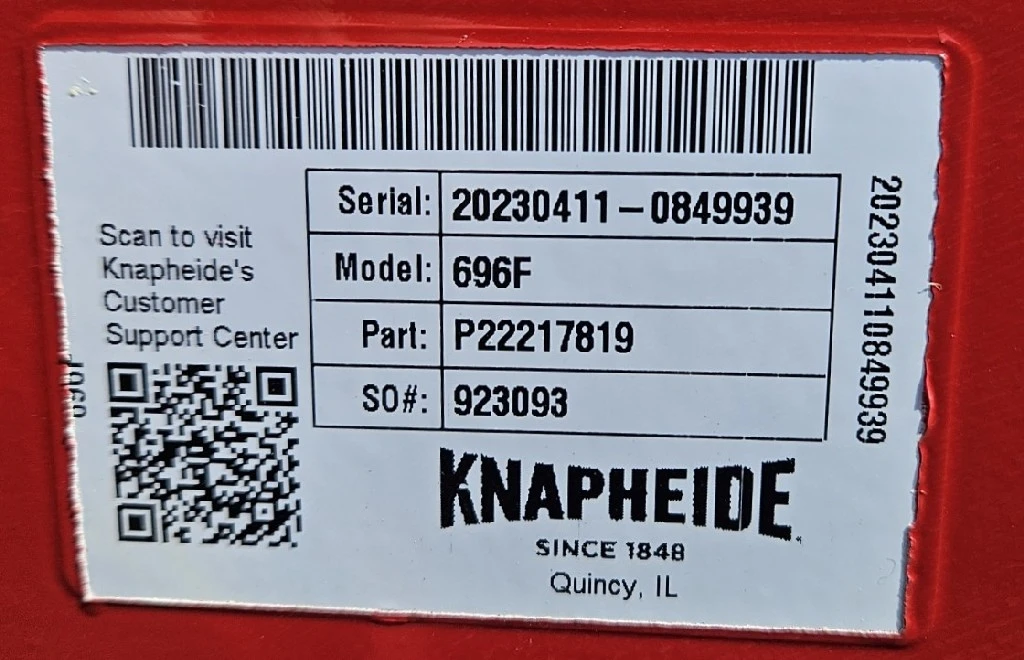 Serial: 20230411-0849939
Model: 696F
Part: P22217819
SO#: 923093
Scan to visit
Knapheide's
Customer
Support Center
696F
202304110849939
KNAPHEIDE
SINCE 1848
Quincy, IL